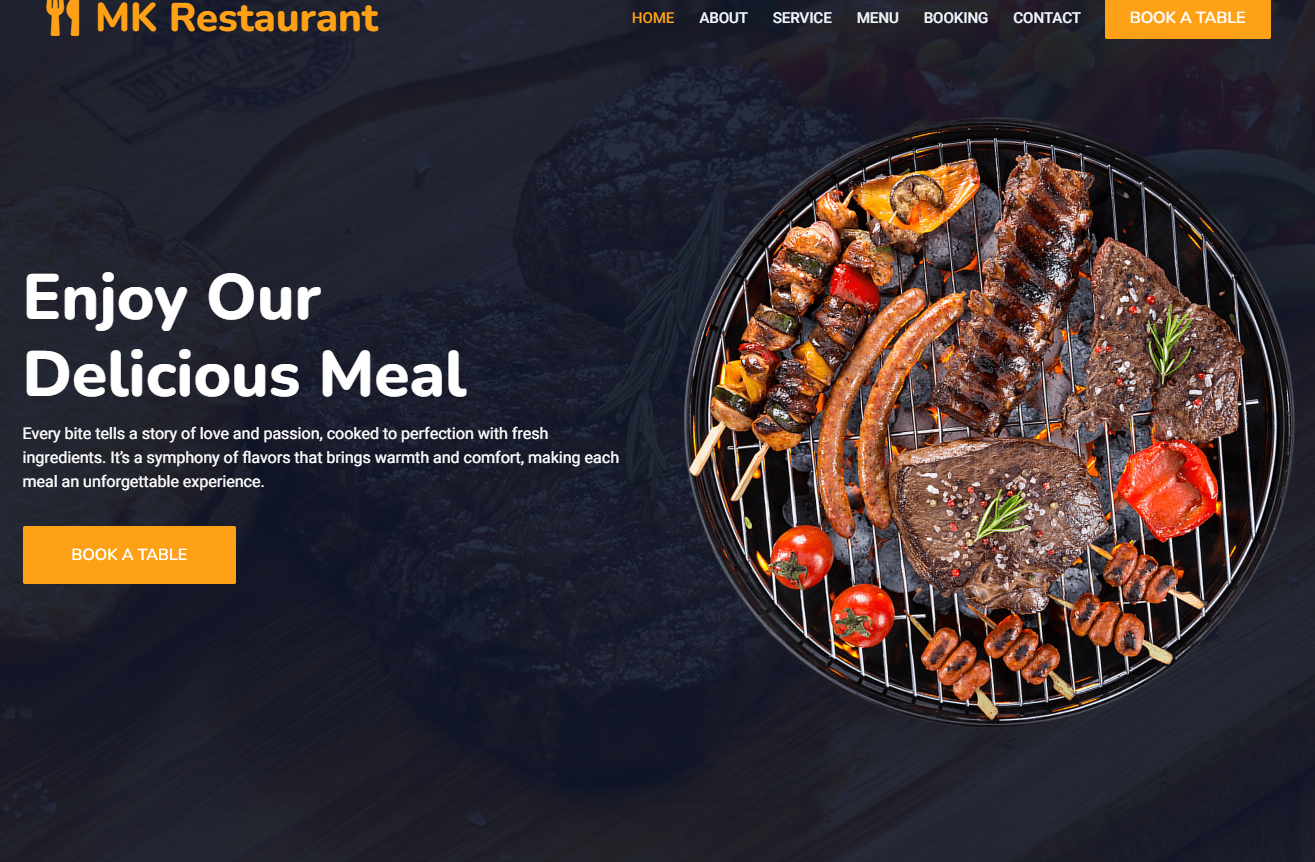 MK Restaurant
HOME ABOUT SERVICE MENU BOOKING CONTACT BOOK A TABLE
Enjoy Our
Delicious Meal
Every bite tells a story of love and passion, cooked to perfection with fresh
ingredients. It's a symphony of flavors that brings warmth and comfort, making each
meal an unforgettable experience.
BOOK A TABLE